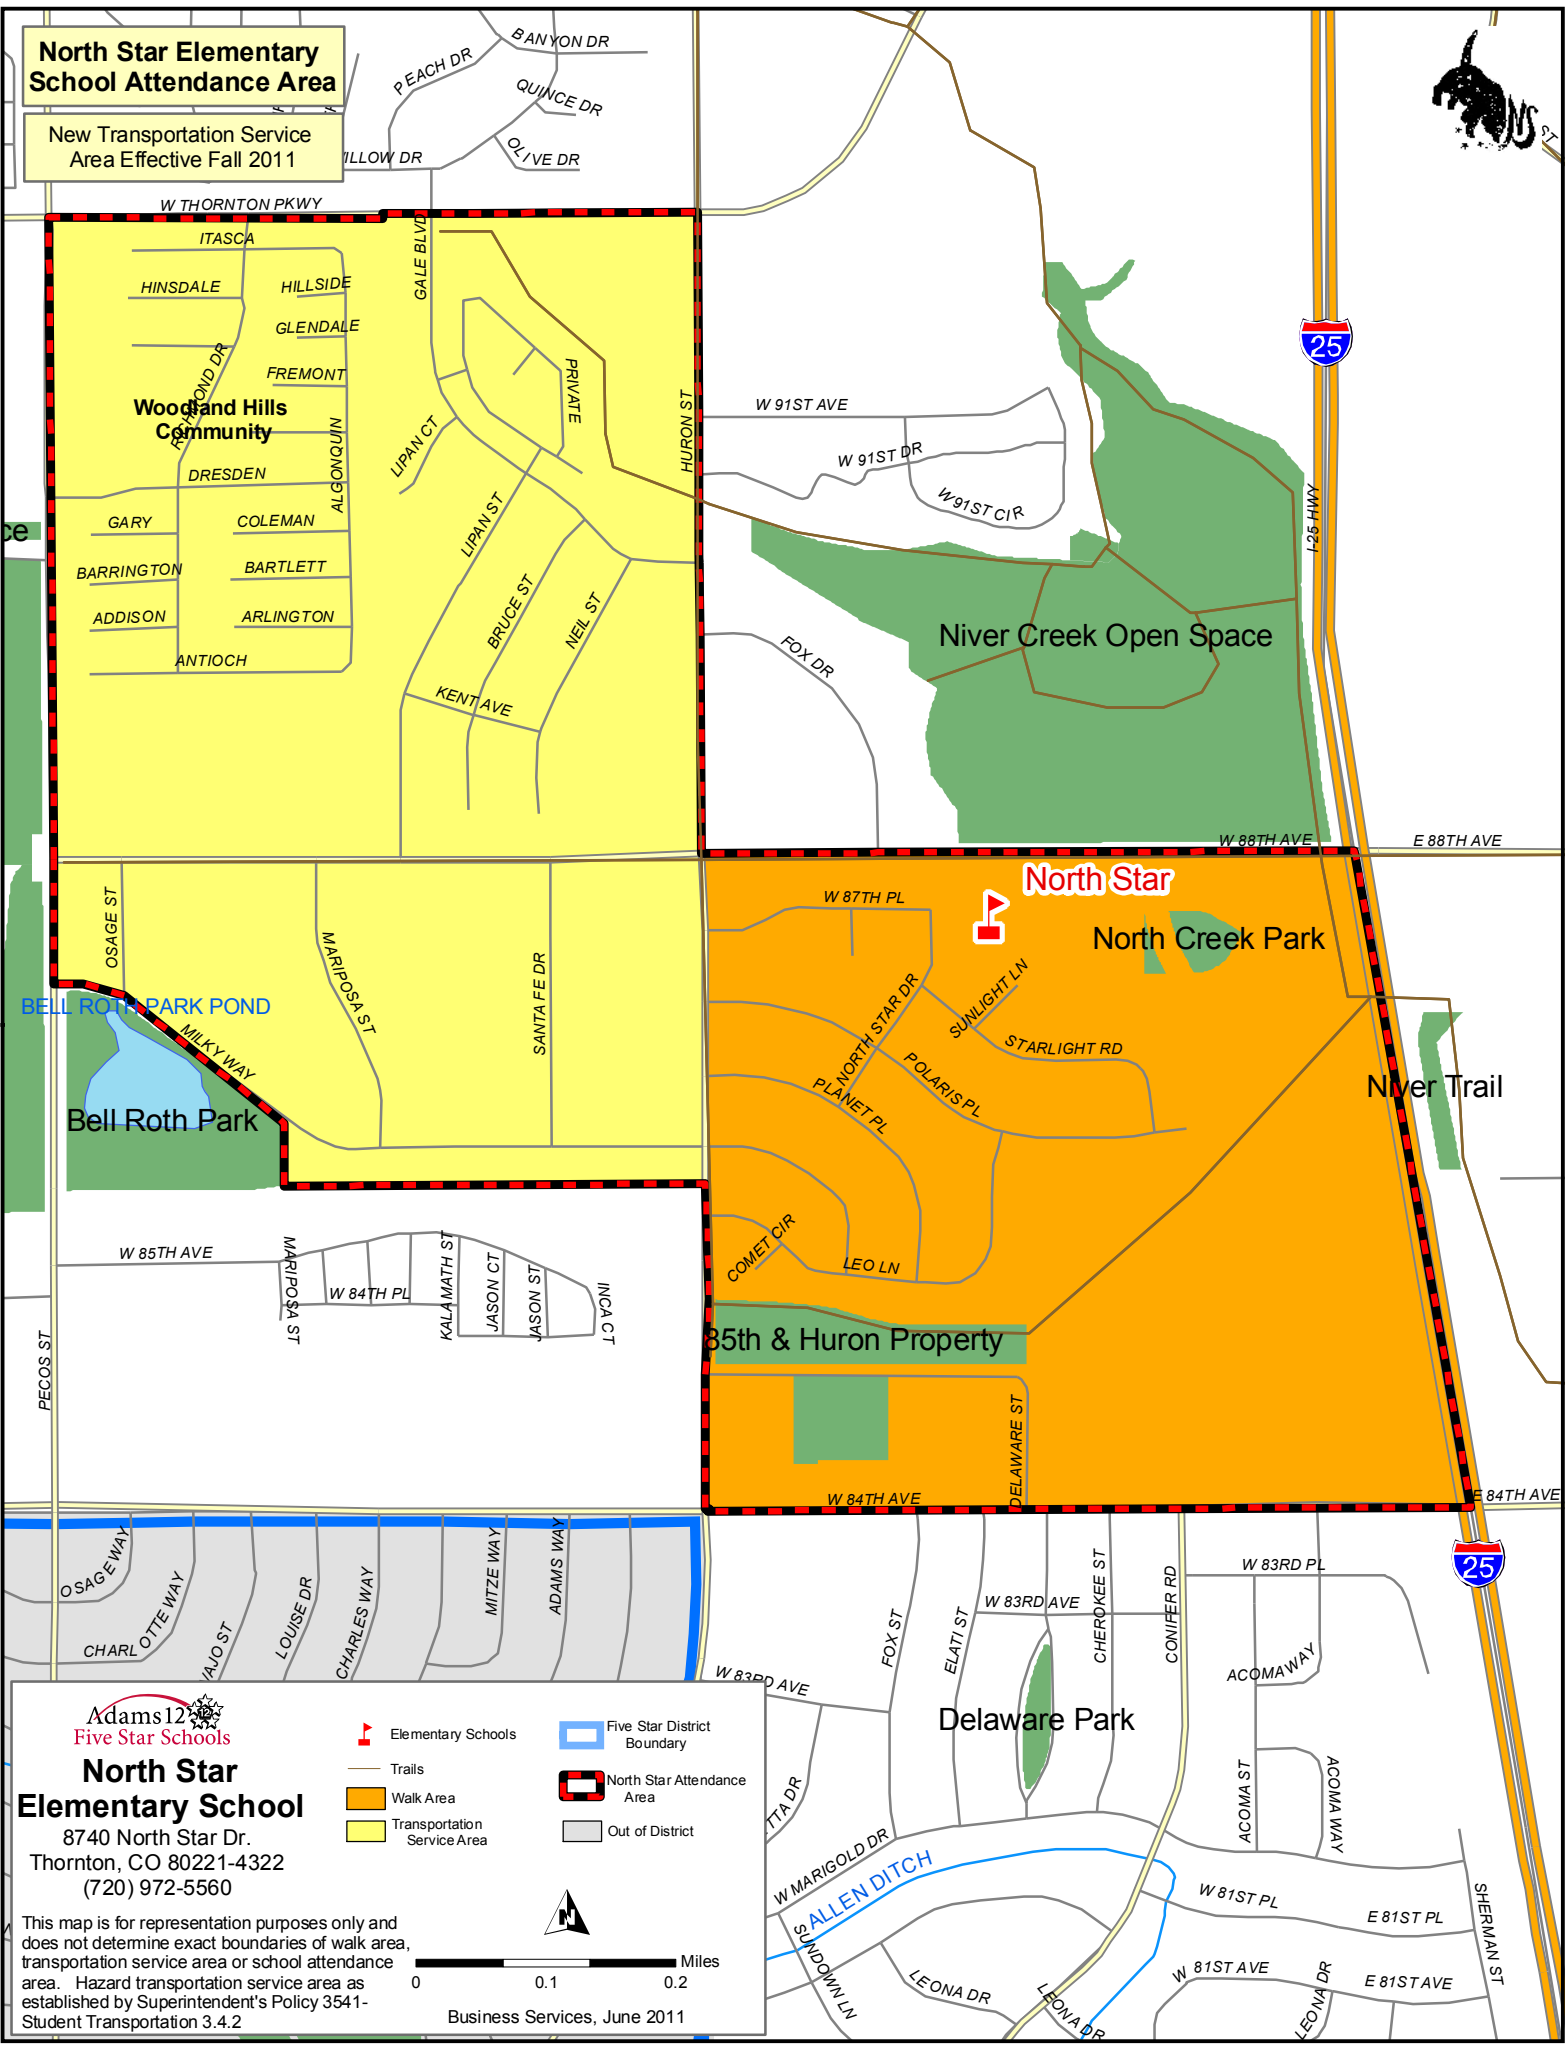 North Star Elementary
School Attendance Area
New Transportation Service
Area Effective Fall 2011
BANYON DR
PEACH DR
QUINCE DR
OLIVE DR
ILLOW DR
NS
ST
W THORNTON PKWY
ITASCA
GALE BLVD
HINSDALE
HILLSIDE
GLENDALE
25
RICHMOND DR
FREMONT
PRIVATE
Woodland Hills
Community
HURON ST
W 91ST AVE
LIPAN CT
ALGONQUIN
W 91ST DR
DRESDEN
W 91ST CIR
I-25 HWY
GARY
COLEMAN
LIPAN ST
ce
BARRINGTON
BARTLETT
BRUCE ST
NEIL ST
ADDISON
ARLINGTON
Niver Creek Open Space
FOX DR
ANTIOCH
KENT AVE
W 88TH AVE
E 88TH AVE
North Star
W 87TH PL
OSAGE ST
MARIPOSA ST
SANTA FE DR
North Creek Park
BELL ROTH PARK POND
SUNLIGHT LN
NORTH STAR DR
STARLIGHT RD
MILKY WAY
POLARIS PL
PLANET PL
Niver Trail
Bell Roth Park
COMET CIR
LEO LN
W 85TH AVE
MARIPOSA ST
W 84TH PL
KALAMATH ST
JASON CT
JASON ST
INCA CT
85th & Huron Property
PECOS ST
DELAWARE ST
W 84TH AVE
E 84TH AVE
25
OSAGE WAY
CHARL
OTTE WAY
VAJO ST
LOUISE DR
CHARLES WAY
MITZE WAY
ADAMS WAY
FOX ST
ELATI ST
W 83RD AVE
CHEROKEE ST
CONIFER RD
W 83RD PL
W 83RD AVE
ACOMA WAY
Delaware Park
ACOMA ST
ACOMA WAY
TTA DR
W MARIGOLD DR
ALLEN DITCH
SUNDOWN LN
W 81ST PL
E 81ST PL
SHERMAN ST
LEONA DR
LEONA DR
W 81ST AVE
E 81ST AVE
LEONA DR
Adams12
12
Five Star Schools
North Star
Elementary School
8740 North Star Dr.
Thornton, CO 80221-4322
(720) 972-5560
Elementary Schools
Trails
Walk Area
Transportation
Service Area
Five Star District
Boundary
North Star Attendance
Area
Out of District
This map is for representation purposes only and
does not determine exact boundaries of walk area,
transportation service area or school attendance
area. Hazard transportation service area as
established by Superintendent's Policy 3541-
Student Transportation 3.4.2
N
Miles
0 0.1 0.2
Business Services, June 2011